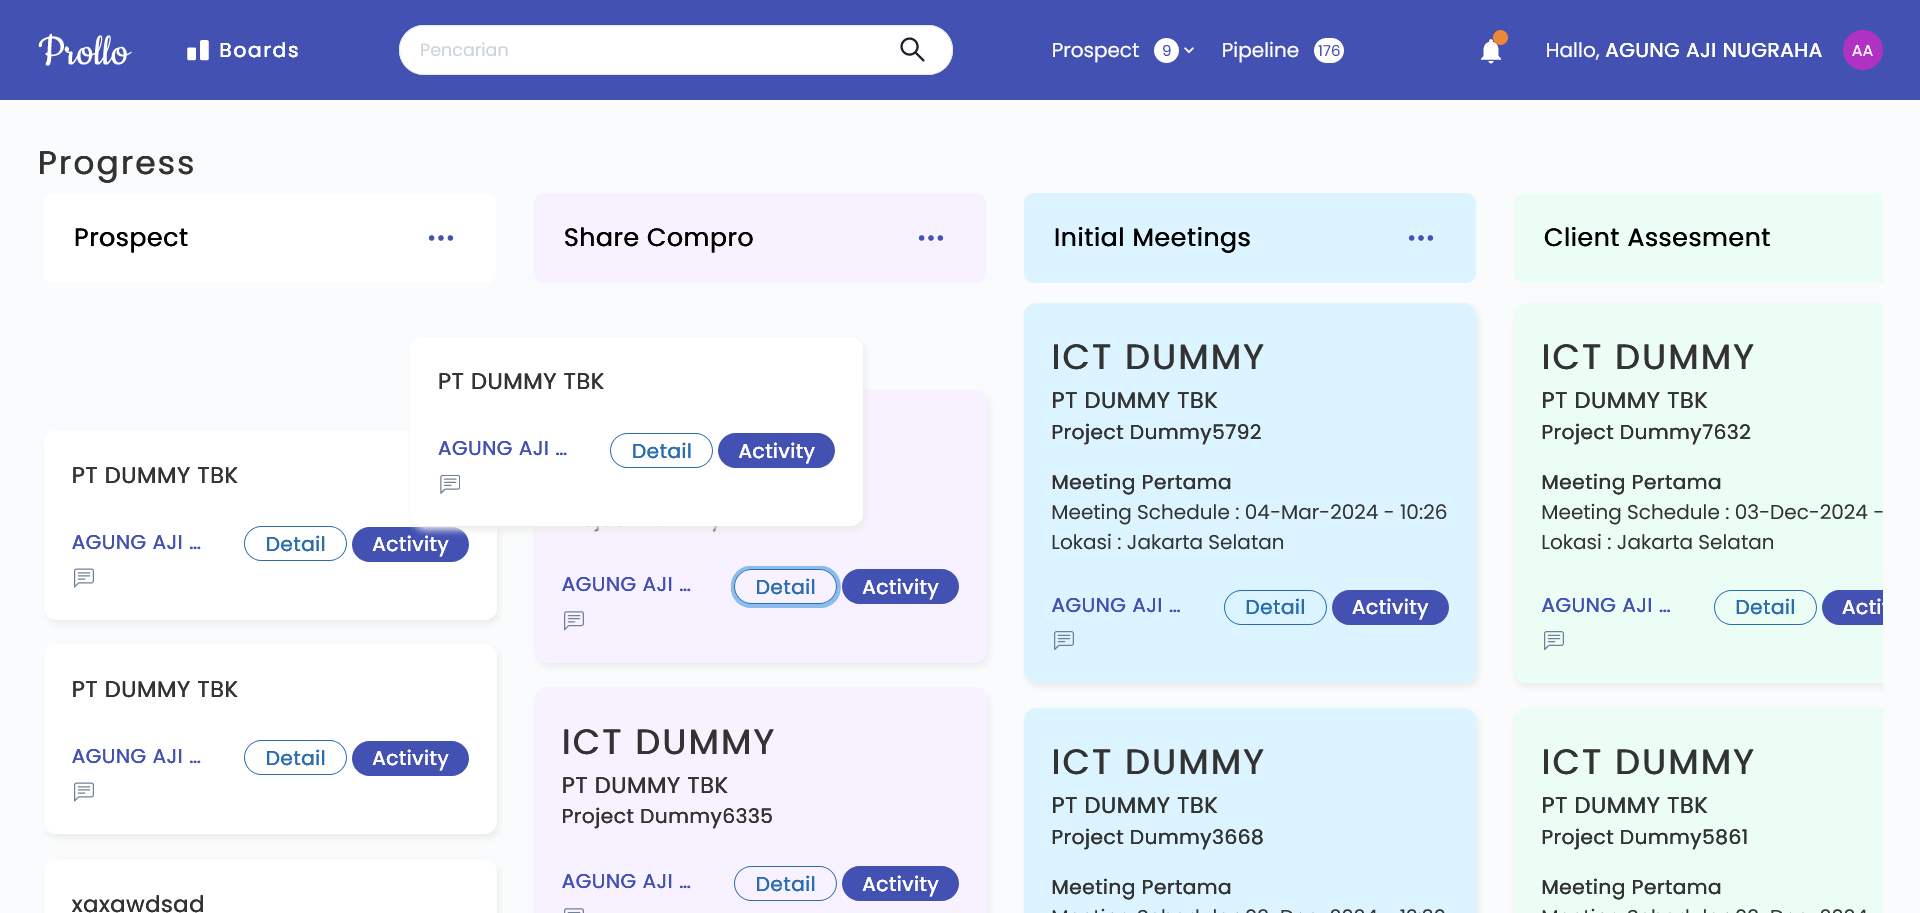 Prollo
Boards
Pencarian
Prospect 9
Pipeline 176
Hallo, AGUNG AJI NUGRAHA
AA
Progress
Prospect
PT DUMMY TBK
AGUNG AJI ...
Detail
Activity
PT DUMMY TBK
AGUNG AJI ...
Detail
Activity
PT DUMMY TBK
AGUNG AJI ...
Detail
Activity
xaxawdsad
Share Compro
AGUNG AJI ...
Detail
Activity
ICT DUMMY
PT DUMMY TBK
Project Dummy6335
AGUNG AJI ...
Detail
Activity
Initial Meetings
ICT DUMMY
PT DUMMY TBK
Project Dummy5792
Meeting Pertama
Meeting Schedule : 04-Mar-2024 - 10:26
Lokasi : Jakarta Selatan
AGUNG AJI ...
Detail
Activity
ICT DUMMY
PT DUMMY TBK
Project Dummy3668
Meeting Pertama
Client Assesment
ICT DUMMY
PT DUMMY TBK
Project Dummy7632
Meeting Pertama
Meeting Schedule : 03-Dec-2024 -
Lokasi : Jakarta Selatan
AGUNG AJI ...
Detail
Acti
ICT DUMMY
PT DUMMY TBK
Project Dummy5861
Meeting Pertama